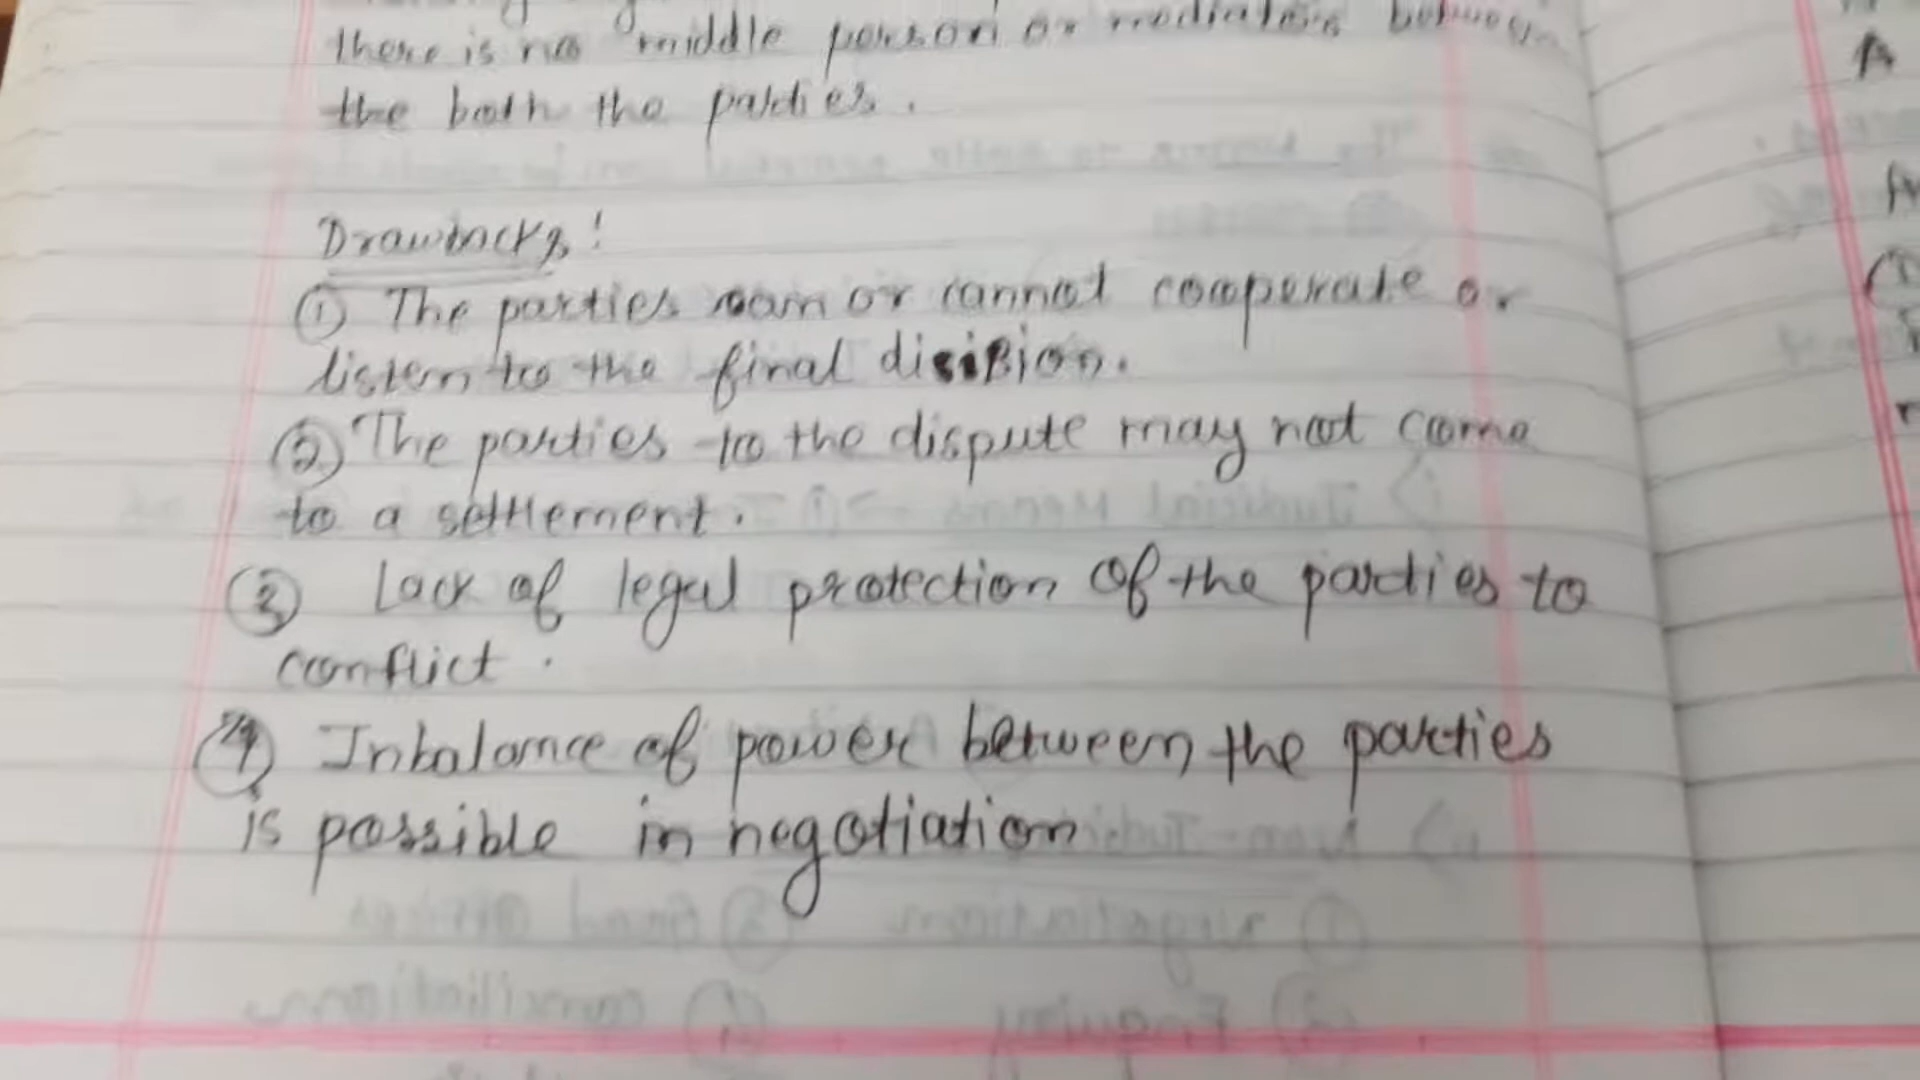 there is no middle person or mediators between
the both the parties.
Drawbacks!
① The parties can or cannot cooperate or
listen to the final dicision.
② The parties to the dispute may not come
to a settlement.
③ Lack of legal protection of the parties to
conflict.
④ Inbalance of power between the parties
is possible in negotiation